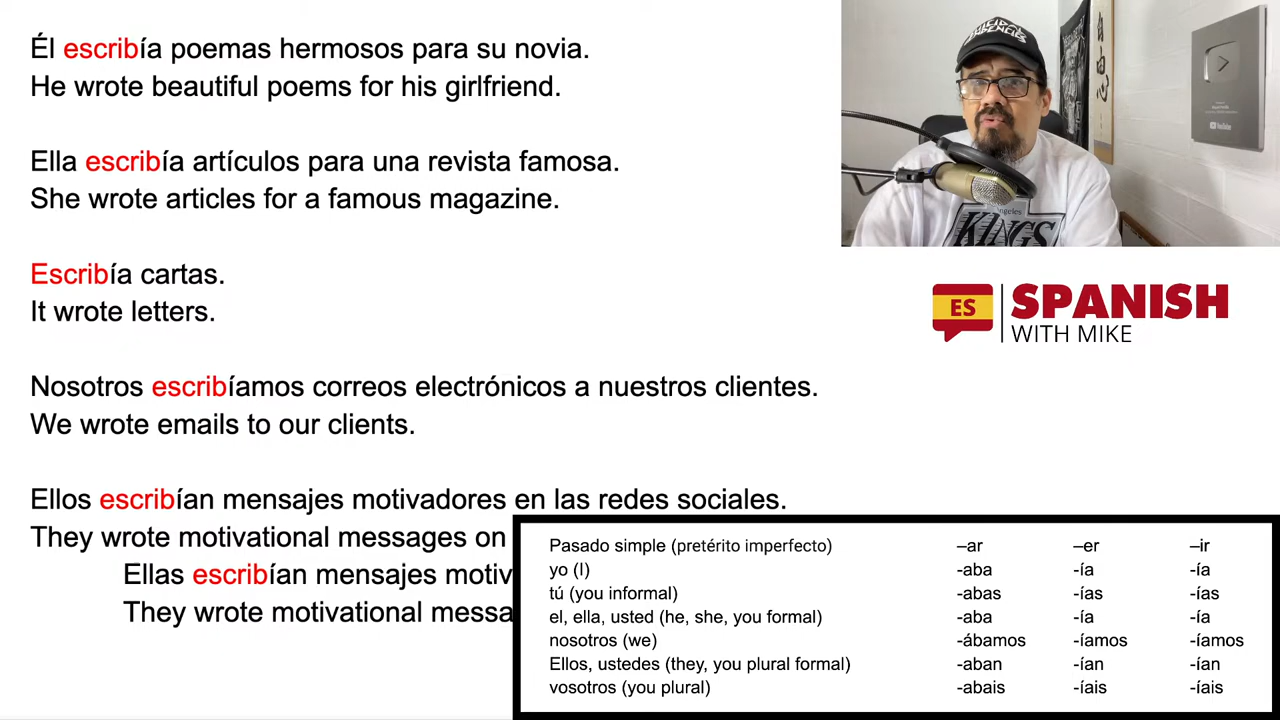 Él escribía poemas hermosos para su novia.
He wrote beautiful poems for his girlfriend.
Ella escribía artículos para una revista famosa.
She wrote articles for a famous magazine.
Escribía cartas.
It wrote letters.
Nosotros escribíamos correos electrónicos a nuestros clientes.
We wrote emails to our clients.
Ellos escribían mensajes motivadores en las redes sociales.
They wrote motivational messages on
Ellas escribían mensajes motiv
They wrote motivational messa
KINGS
YouTube
ES SPANISH
WITH MIKE
Pasado simple (pretérito imperfecto) –ar –er –ir
yo (I) -aba -ía -ía
tú (you informal) -abas -ías -ías
el, ella, usted (he, she, you formal) -aba -ía -ía
nosotros (we) -ábamos -íamos -íamos
Ellos, ustedes (they, you plural formal) -aban -ían -ían
vosotros (you plural) -abais -íais -íais